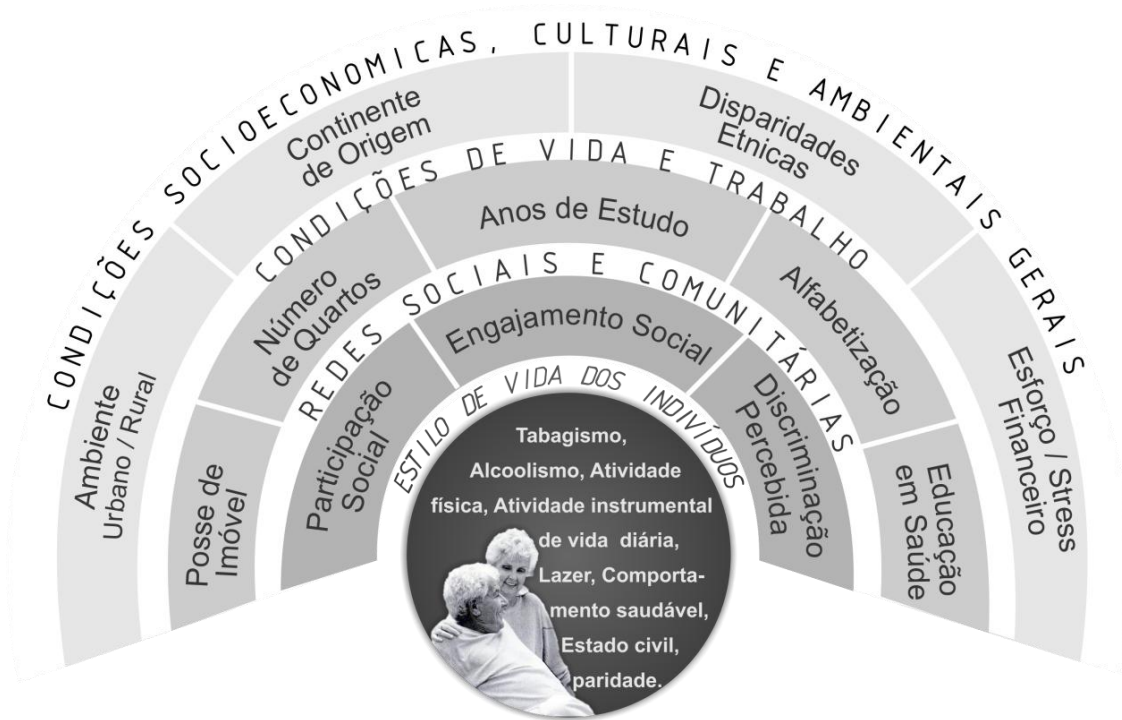 CONDIÇÕES SOCIOECONOMICAS, CULTURAIS E AMBIENTAIS GERAIS
Ambiente
Urbano / Rural
Continente
de Origem
Disparidades
Etnicas
Esforço / Stress
Financeiro
CONDIÇÕES DE VIDA E TRABALHO
Posse de
Imóvel
Número
de Quartos
Anos de Estudo
Alfabetização
Educação
em Saúde
REDES SOCIAIS E COMUNITÁRIAS
Participação
Social
Engajamento Social
Discriminação
Percebida
ESTILO DE VIDA DOS INDIVÍDUOS
Tabagismo,
Alcoolismo, Atividade
física, Atividade instrumental
de vida diária,
Lazer, Comporta-
mento saudável,
Estado civil,
paridade.